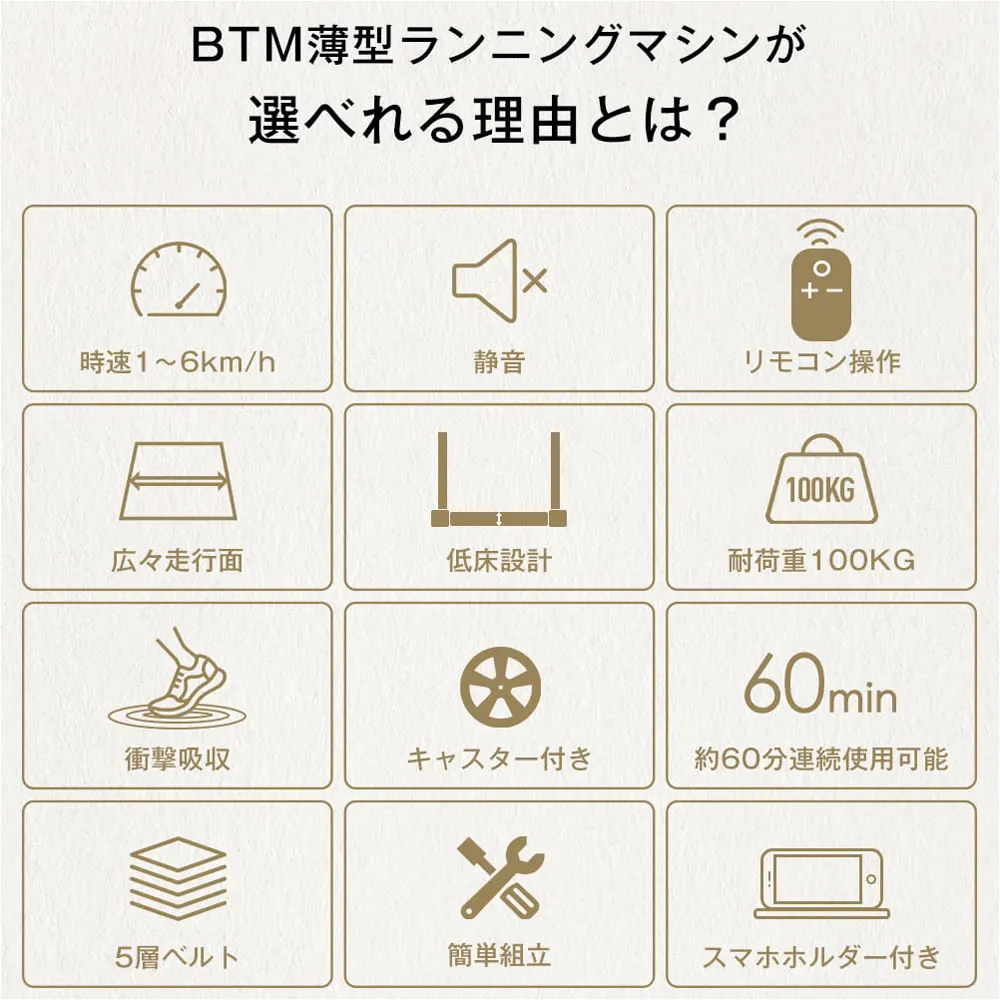 BTM薄型ランニングマシンが
選べれる理由とは？
時速1～6km/h
静音
+ −
リモコン操作
広々走行面
低床設計
100KG
耐荷重100KG
衝撃吸収
キャスター付き
60min
約60分連続使用可能
5層ベルト
簡単組立
スマホホルダー付き